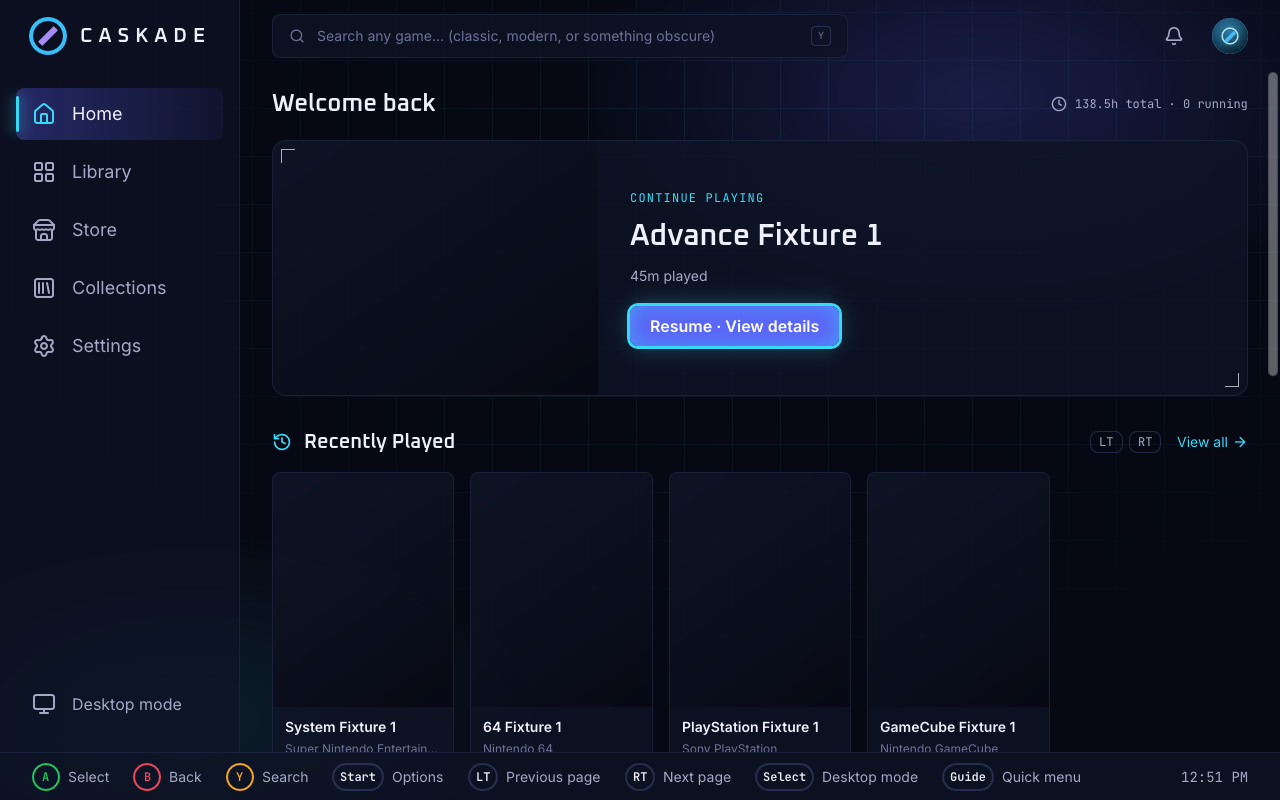 CASKADE
Search any game... (classic, modern, or something obscure)
Y
Home
Library
Store
Collections
Settings
Desktop mode
Welcome back
138.5h total · 0 running
CONTINUE PLAYING
Advance Fixture 1
45m played
Resume · View details
Recently Played
LT RT View all
System Fixture 1
Super Nintendo Entertain...
64 Fixture 1
Nintendo 64
PlayStation Fixture 1
Sony PlayStation
GameCube Fixture 1
Nintendo GameCube
A Select B Back Y Search Start Options LT Previous page RT Next page Select Desktop mode Guide Quick menu 12:51 PM